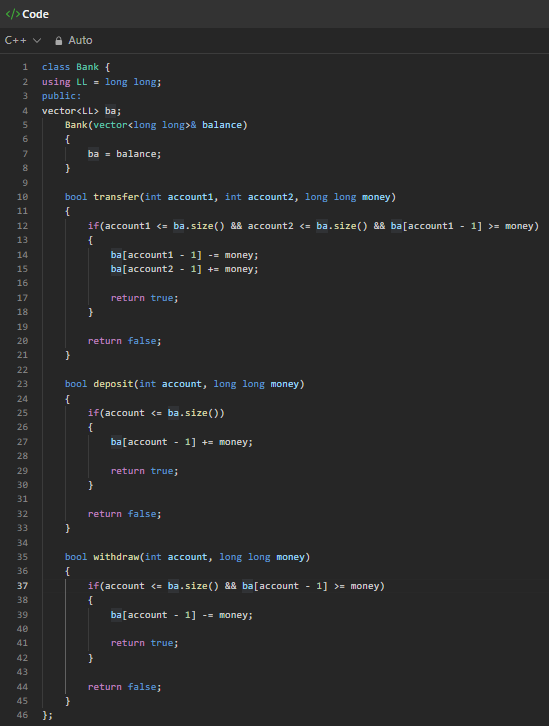 </> Code
C++ Auto
1 class Bank {
2 using LL = long long;
3 public:
4 vector<LL> ba;
5     Bank(vector<long long>& balance)
6     {
7         ba = balance;
8     }
9
10     bool transfer(int account1, int account2, long long money)
11     {
12         if(account1 <= ba.size() && account2 <= ba.size() && ba[account1 - 1] >= money)
13         {
14             ba[account1 - 1] -= money;
15             ba[account2 - 1] += money;
16
17             return true;
18         }
19
20         return false;
21     }
22
23     bool deposit(int account, long long money)
24     {
25         if(account <= ba.size())
26         {
27             ba[account - 1] += money;
28
29             return true;
30         }
31
32         return false;
33     }
34
35     bool withdraw(int account, long long money)
36     {
37         if(account <= ba.size() && ba[account - 1] >= money)
38         {
39             ba[account - 1] -= money;
40
41             return true;
42         }
43
44         return false;
45     }
46 };